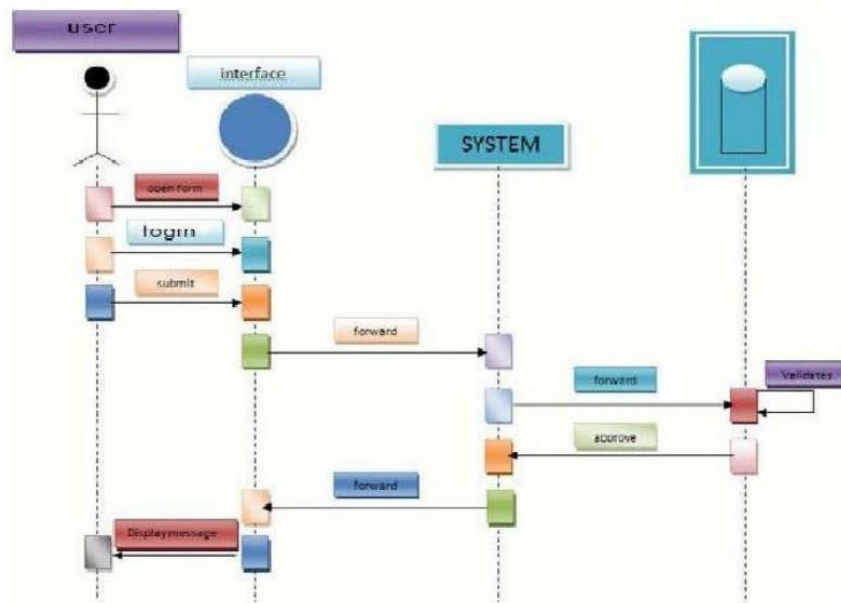 user
interface
SYSTEM
open form
login
submit
forward
forward
Validates
approve
forward
Displaymessage